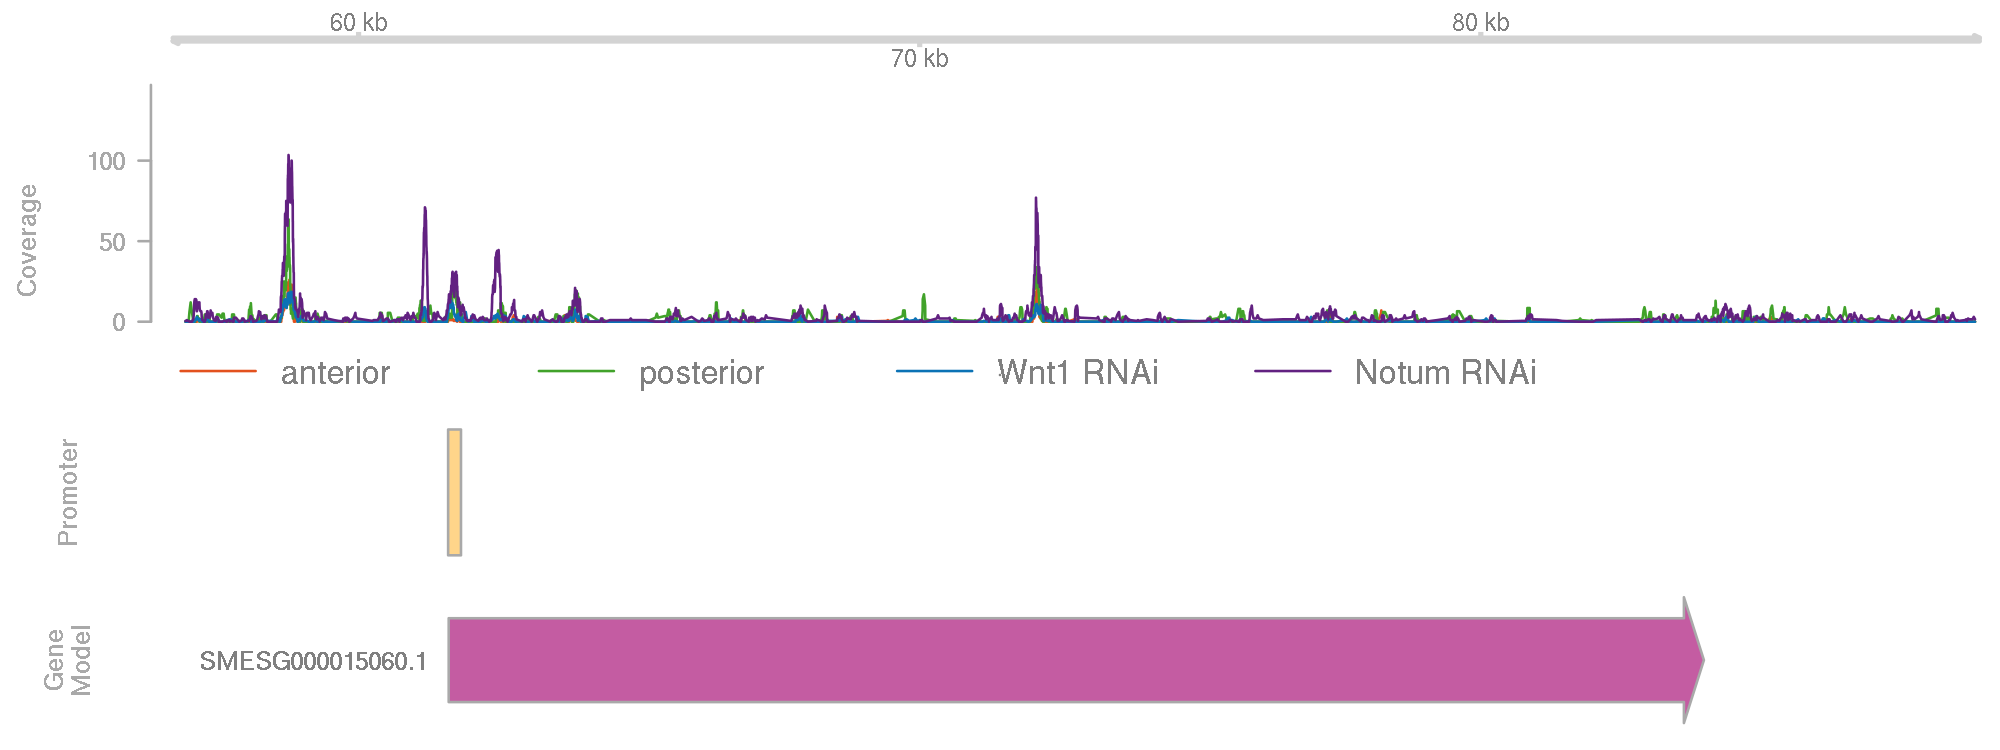 60 kb
80 kb
70 kb
Coverage
100
50
0
anterior posterior Wnt1 RNAi Notum RNAi
Promoter
Gene
Model
SMESG000015060.1